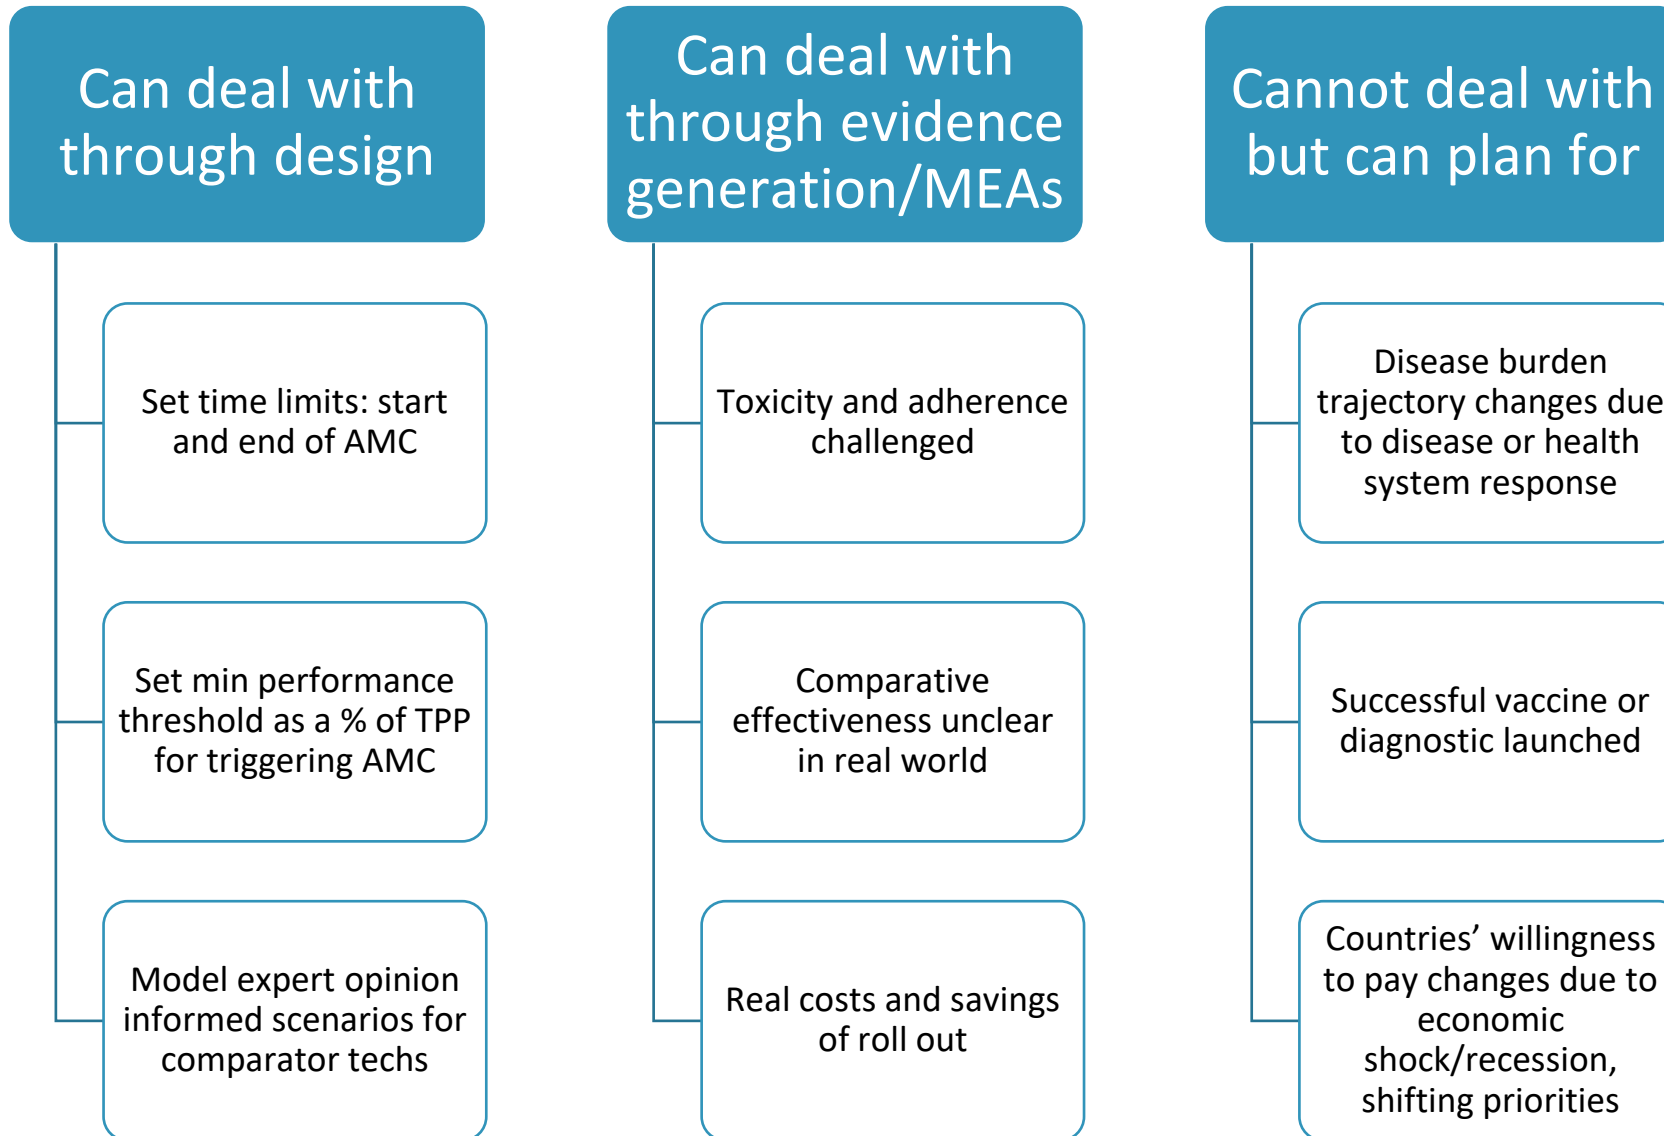 Can deal with
through design
Set time limits: start
and end of AMC
Set min performance
threshold as a % of TPP
for triggering AMC
Model expert opinion
informed scenarios for
comparator techs
Can deal with
through evidence
generation/MEAs
Toxicity and adherence
challenged
Comparative
effectiveness unclear
in real world
Real costs and savings
of roll out
Cannot deal with
but can plan for
Disease burden
trajectory changes due
to disease or health
system response
Successful vaccine or
diagnostic launched
Countries’ willingness
to pay changes due to
economic
shock/recession,
shifting priorities